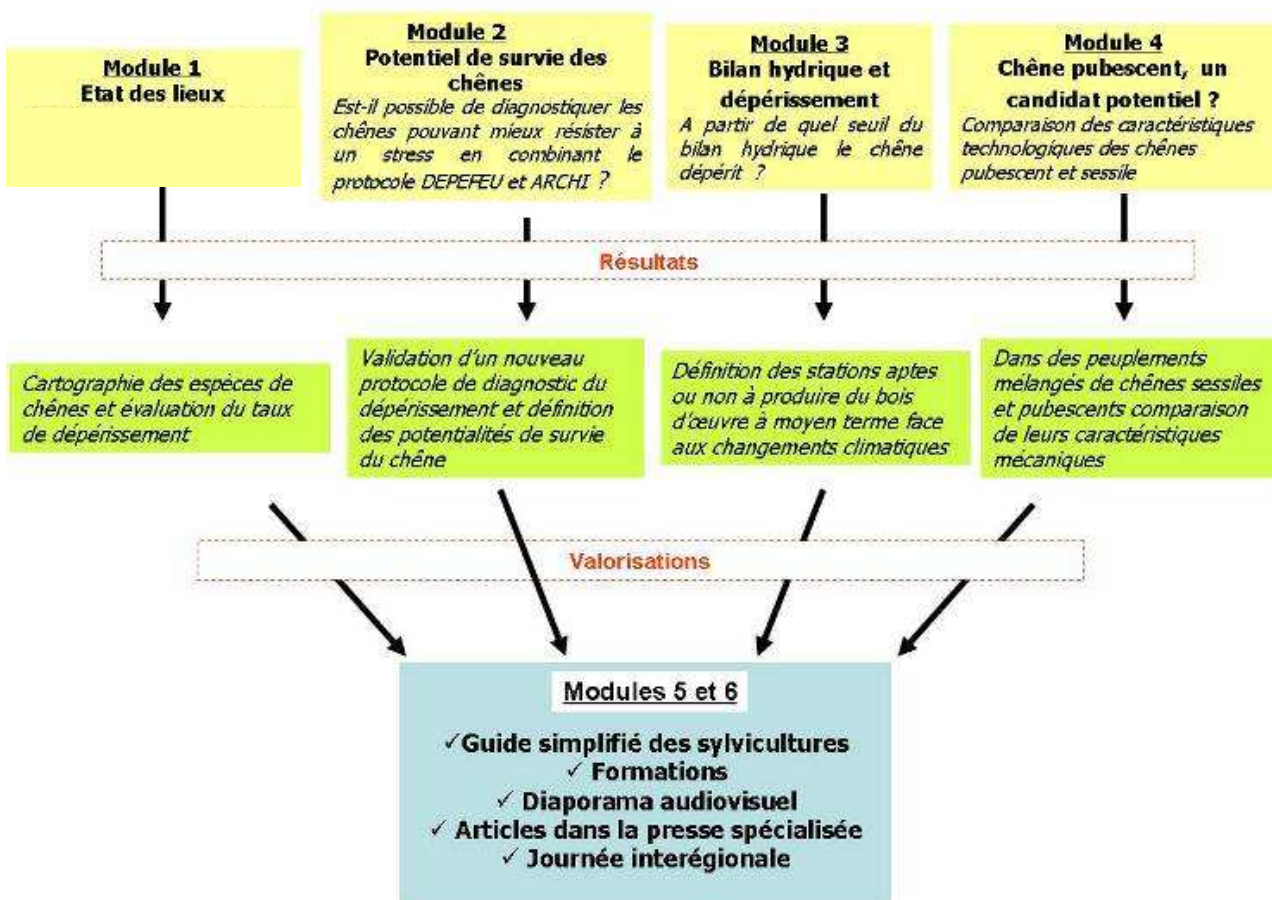 Module 1
Etat des lieux
Module 2
Potentiel de survie des
chênes
Est-il possible de diagnostiquer les
chênes pouvant mieux résister à
un stress en combinant le
protocole DEPEFEU et ARCHI ?
Module 3
Bilan hydrique et
dépérissement
A partir de quel seuil du
bilan hydrique le chêne
dépérit ?
Module 4
Chêne pubescent, un
candidat potentiel ?
Comparaison des caractéristiques
technologiques des chênes
pubescent et sessile
Résultats
Cartographie des espèces de
chênes et évaluation du taux
de dépérissement
Validation d'un nouveau
protocole de diagnostic du
dépérissement et définition
des potentialités de survie
du chêne
Définition des stations aptes
ou non à produire du bois
d'œuvre à moyen terme face
aux changements climatiques
Dans des peuplements
mélangés de chênes sessiles
et pubescents comparaison
de leurs caractéristiques
mécaniques
Valorisations
Modules 5 et 6
✓Guide simplifié des sylvicultures
✓ Formations
✓ Diaporama audiovisuel
✓ Articles dans la presse spécialisée
✓ Journée interégionale